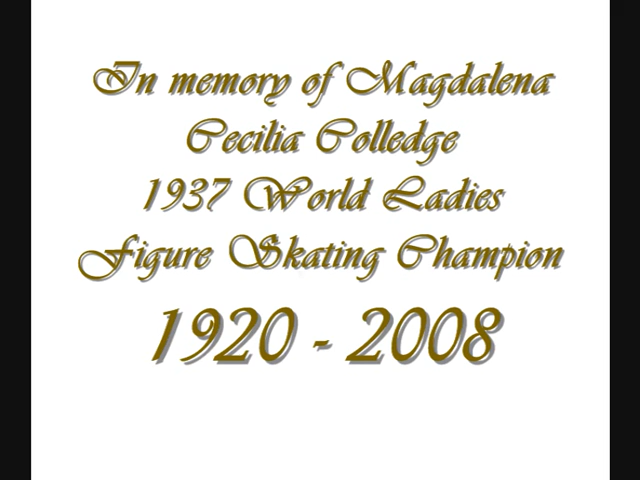 In memory of Magdalena
Cecilia Colledge
1937 World Ladies
Figure Skating Champion
1920 - 2008